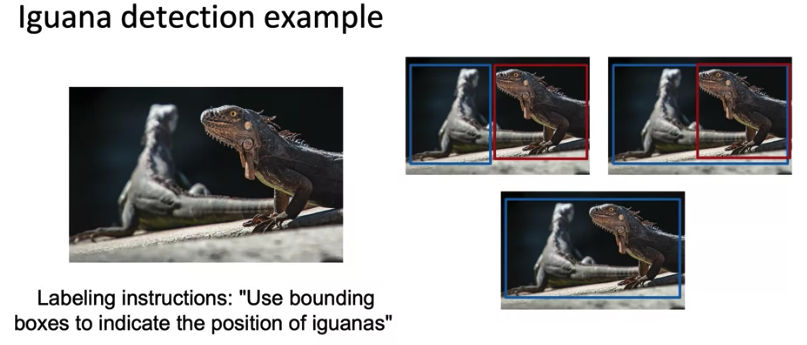 Iguana detection example
Labeling instructions: "Use bounding
boxes to indicate the position of iguanas"